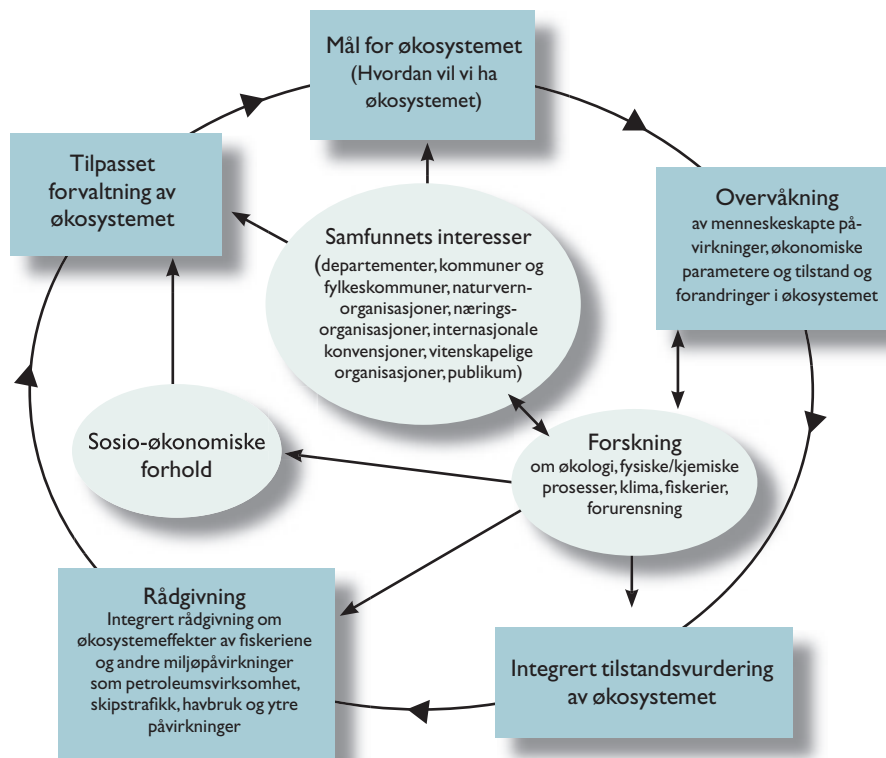 Mål for økosystemet
(Hvordan vil vi ha
økosystemet)
Tilpasset
forvaltning av
økosystemet
Overvåkning
av menneskeskapte på-
virkninger, økonomiske
parametere og tilstand og
forandringer i økosystemet
Samfunnets interesser
(departementer, kommuner og
fylkeskommuner, naturvern-
organisasjoner, nærings-
organisasjoner, internasjonale
konvensjoner, vitenskapelige
organisasjoner, publikum)
Sosio-økonomiske
forhold
Forskning
om økologi, fysiske/kjemiske
prosesser, klima, fiskerier,
forurensning
Rådgivning
Integrert rådgivning om
økosystemeffekter av fiskeriene
og andre miljøpåvirkninger
som petroleumsvirksomhet,
skipstrafikk, havbruk og ytre
påvirkninger
Integrert tilstandsvurdering
av økosystemet